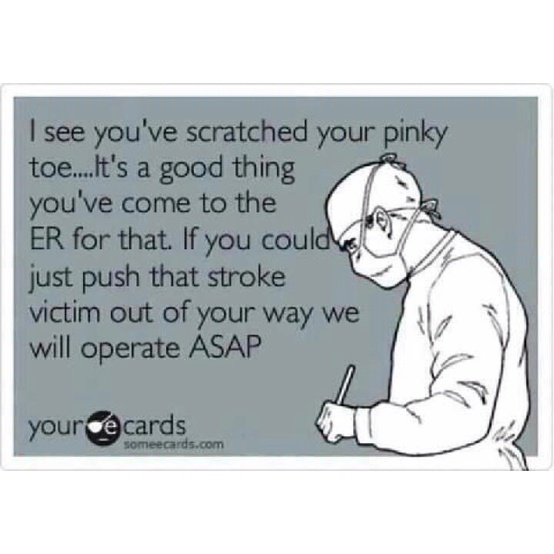 I see you've scratched your pinky
toe....It's a good thing
you've come to the
ER for that. If you could
just push that stroke
victim out of your way we
will operate ASAP
your e cards
someecards.com